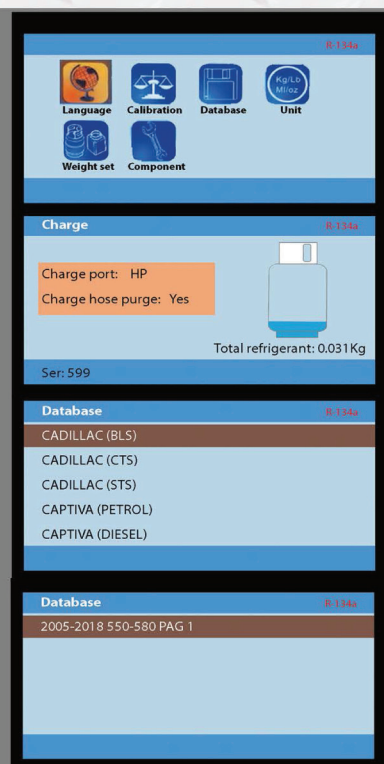 R-134a
Kg/Lb
Ml/oz
Language Calibration Database Unit
Weight set Component
Charge R-134a
Charge port: HP
Charge hose purge: Yes
Total refrigerant: 0.031Kg
Ser: 599
Database R-134a
CADILLAC (BLS)
CADILLAC (CTS)
CADILLAC (STS)
CAPTIVA (PETROL)
CAPTIVA (DIESEL)
Database R-134a
2005-2018 550-580 PAG 1